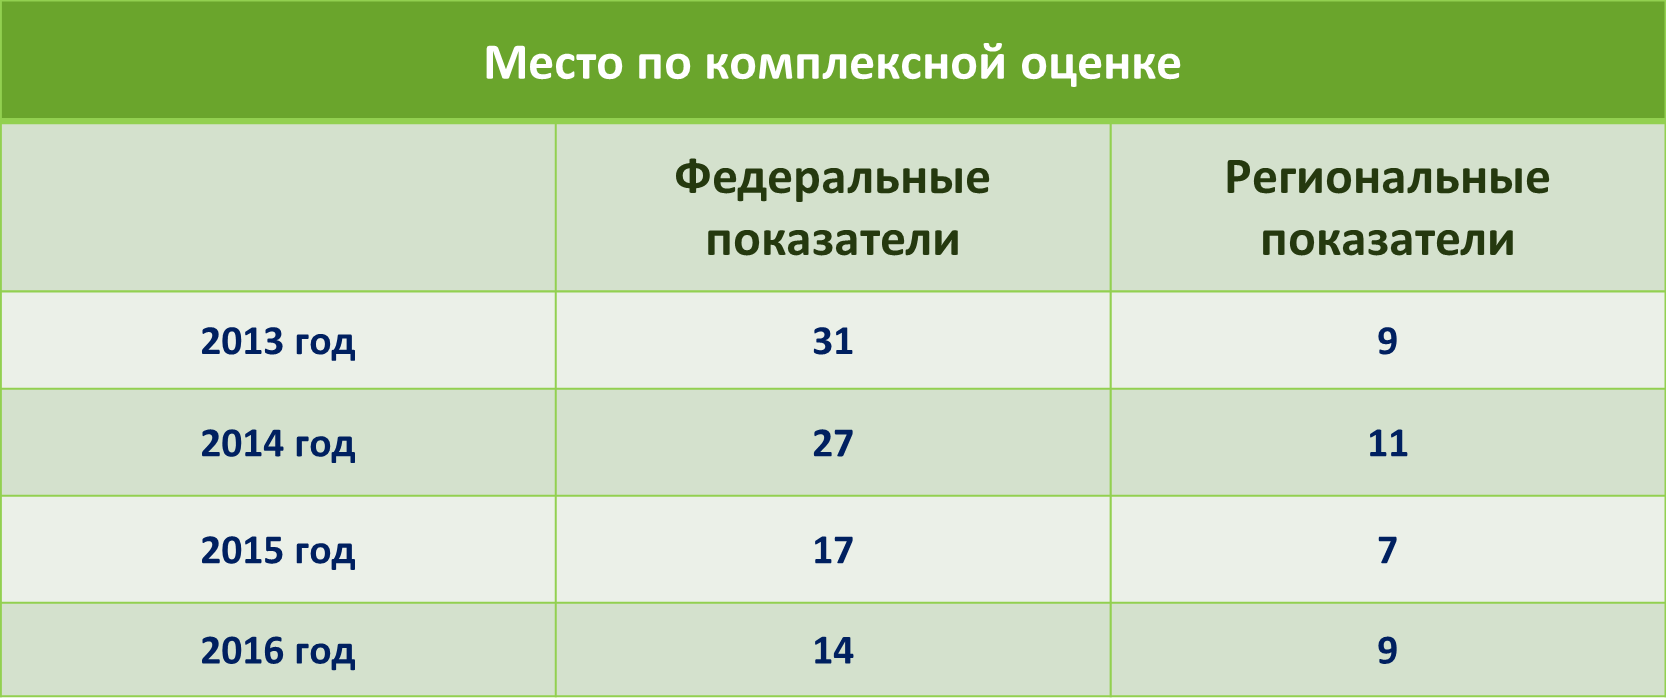 Место по комплексной оценке
Федеральные
показатели
Региональные
показатели
2013 год 31 9
2014 год 27 11
2015 год 17 7
2016 год 14 9